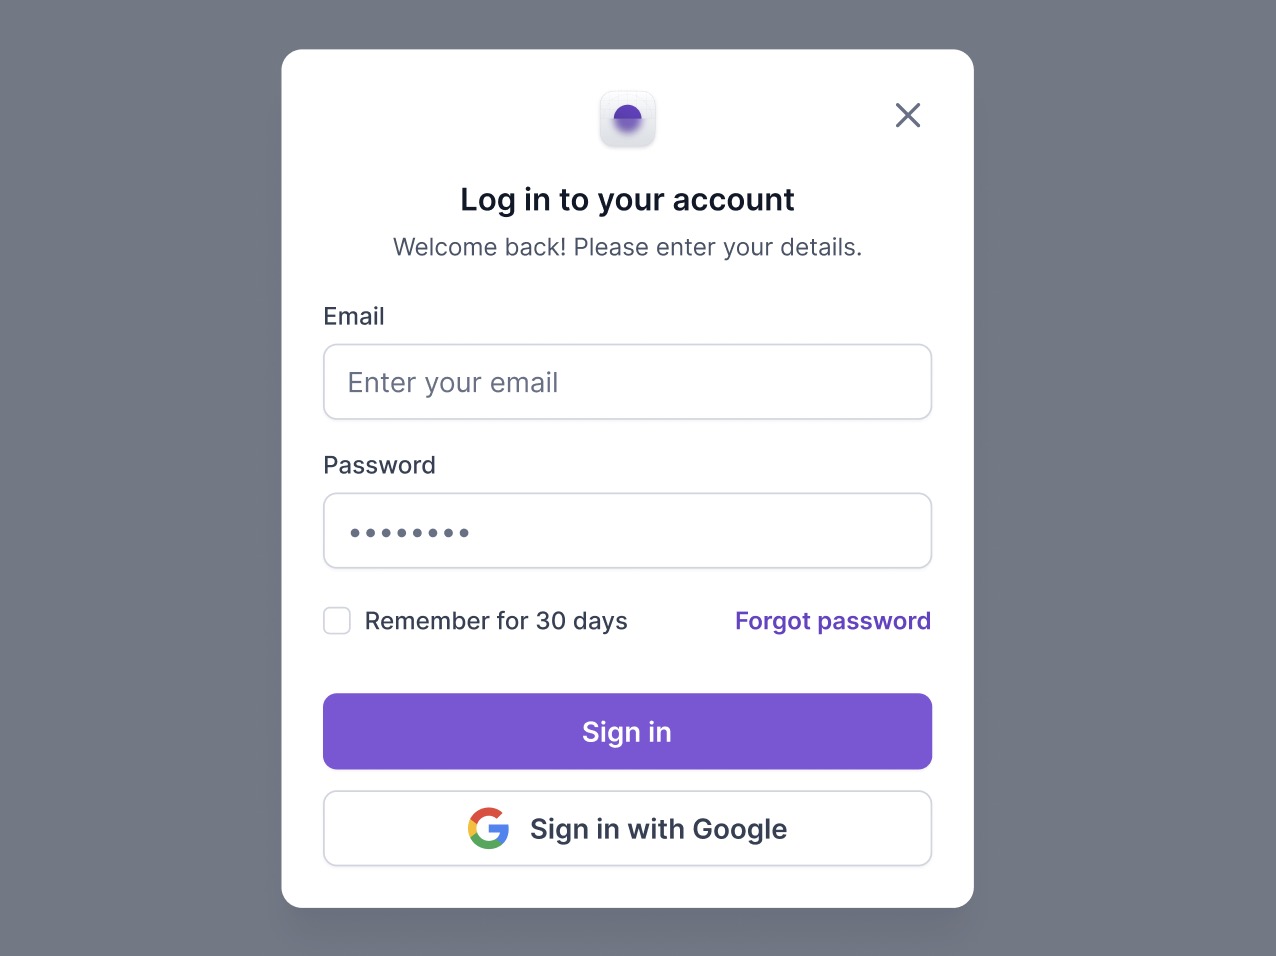 Log in to your account
Welcome back! Please enter your details.
Email
Enter your email
Password
••••••••
Remember for 30 days
Forgot password
Sign in
Sign in with Google